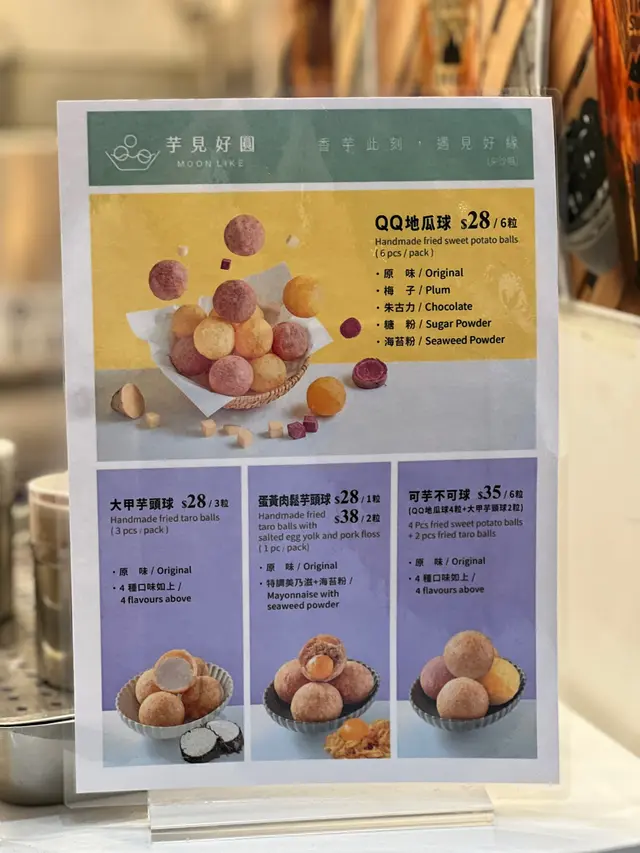 芋見好圓
MOON LIKE
香芋此刻，遇見好緣
QQ地瓜球 $28 / 6粒
Handmade fried sweet potato balls
( 6 pcs / pack )
・原 味 / Original
・梅 子 / Plum
・朱古力 / Chocolate
・糖 粉 / Sugar Powder
・海苔粉 / Seaweed Powder
大甲芋頭球 $28 / 3粒
Handmade fried taro balls
( 3 pcs / pack )
・原 味 / Original
・4 種口味如上 /
4 flavours above
蛋黃肉鬆芋頭球 $28 / 1粒
$38 / 2粒
Handmade fried
taro balls with
salted egg yolk and pork floss
( 1 pc / pack )
・原 味 / Original
・特調美乃滋+海苔粉 /
Mayonnaise with
seaweed powder
可芋不可球 $35 / 6粒
(QQ地瓜球4粒+大甲芋頭球2粒)
4 Pcs fried sweet potato balls
+ 2 pcs fried taro balls
・原 味 / Original
・4 種口味如上 /
4 flavours above